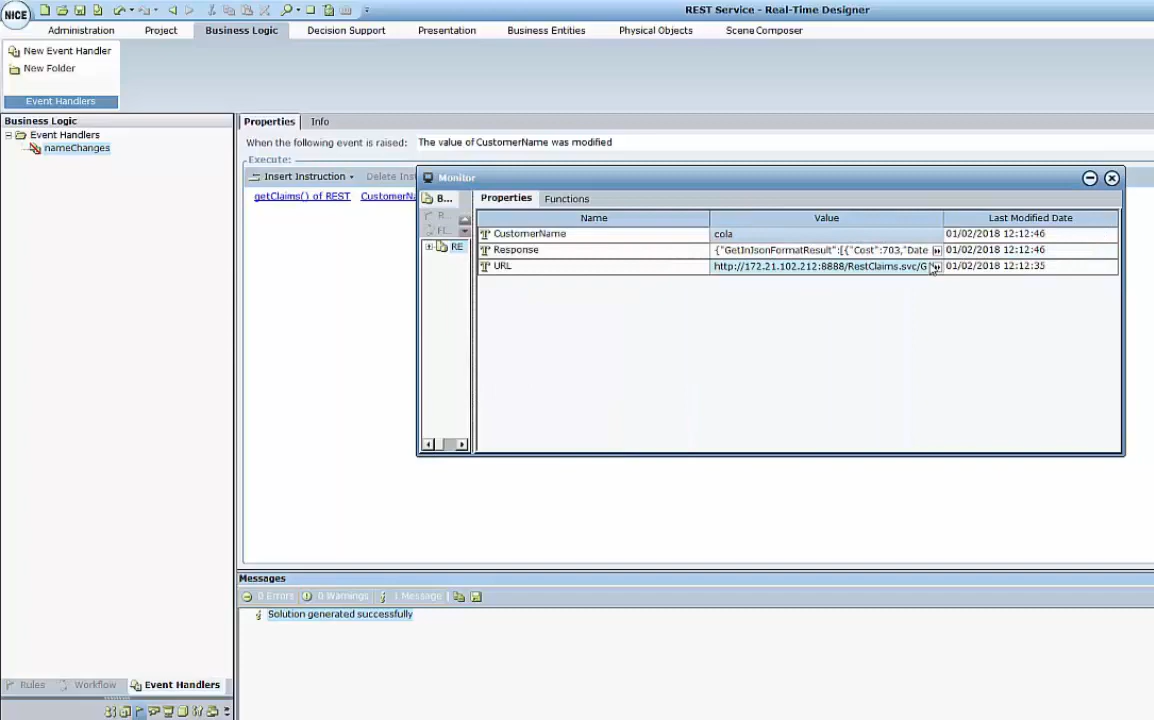 NICE
REST Service - Real-Time Designer
Administration Project Business Logic Decision Support Presentation Business Entities Physical Objects Scene Composer
New Event Handler
New Folder
Event Handlers
Business Logic
Event Handlers
nameChanges
Properties Info
When the following event is raised: The value of CustomerName was modified
Execute:
Insert Instruction Delete Ins
getClaims() of REST CustomerNa
Monitor
B... Properties Functions
Name Value Last Modified Date
CustomerName cola 01/02/2018 12:12:46
Response {"GetInJsonFormatResult":[{"Cost":703,"Date 01/02/2018 12:12:46
URL http://172.21.102.212:8888/RestClaims.svc/G 01/02/2018 12:12:35
RE
Messages
0 Errors 0 Warnings 1 Message
Solution generated successfully
Rules Workflow Event Handlers